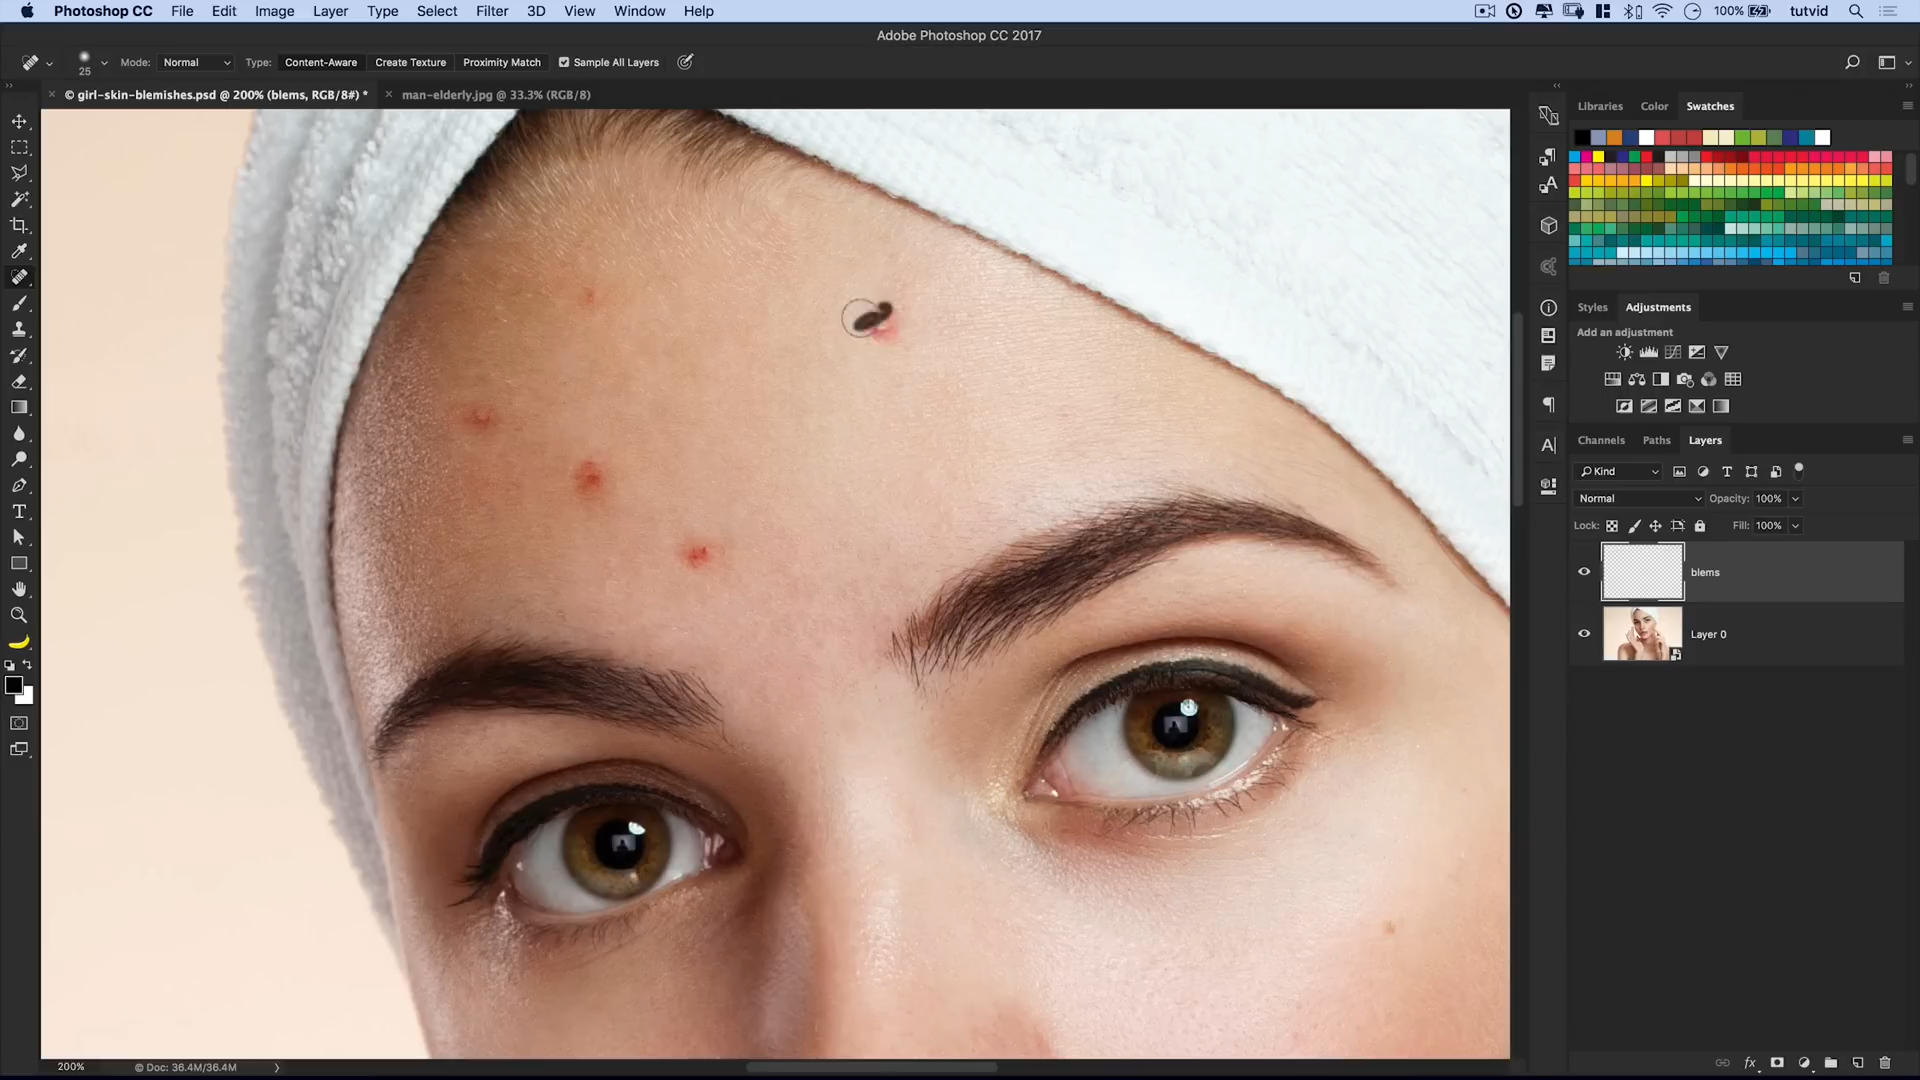 Photoshop CC File Edit Image Layer Type Select Filter 3D View Window Help 100% tutvid
Adobe Photoshop CC 2017
25 Mode: Normal Type: Content-Aware Create Texture Proximity Match Sample All Layers
× © girl-skin-blemishes.psd @ 200% (blems, RGB/8#) * × man-elderly.jpg @ 33.3% (RGB/8)
Libraries Color Swatches
Styles Adjustments
Add an adjustment
Channels Paths Layers
Kind
Normal Opacity: 100%
Lock: Fill: 100%
blems
Layer 0
200% © Doc: 36.4M/36.4M